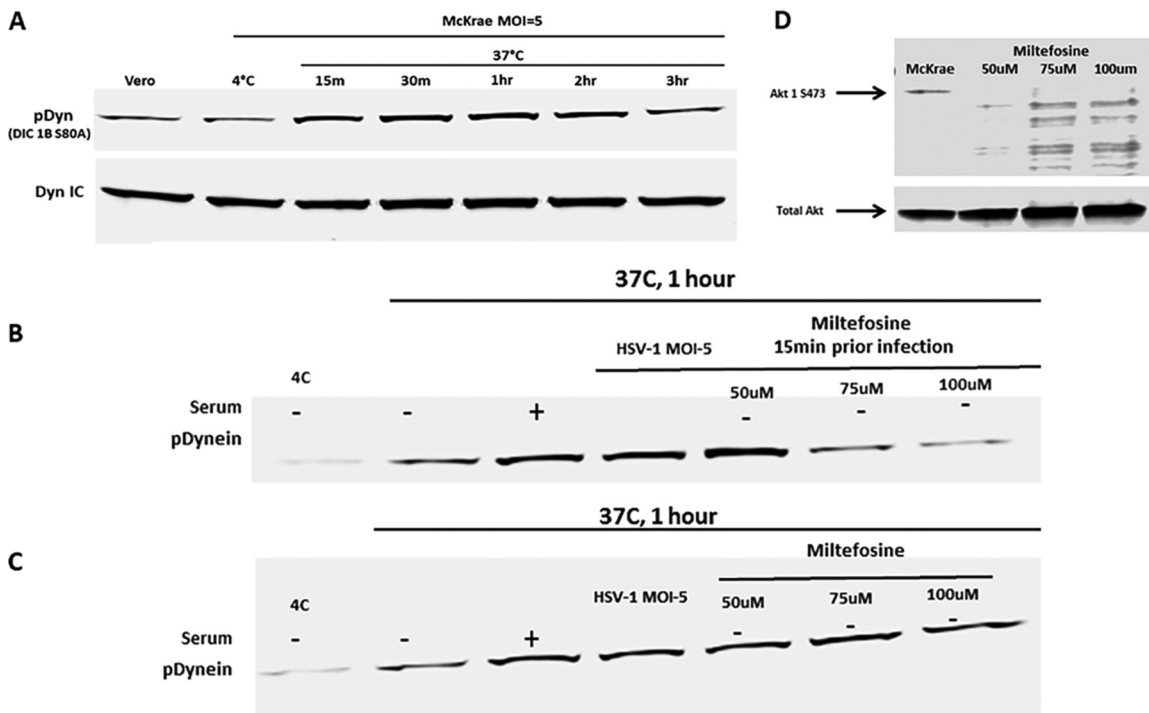 A
McKrae MOI=5
37°C
Vero 4°C 15m 30m 1hr 2hr 3hr
pDyn
(DIC 1B S80A)
Dyn IC
D
Miltefosine
McKrae 50uM 75uM 100um
Akt 1 S473
Total Akt
37C, 1 hour
B
Miltefosine
HSV-1 MOI-5 15min prior infection
4C
50uM 75uM 100uM
Serum - - + - - -
pDynein
37C, 1 hour
C
Miltefosine
4C HSV-1 MOI-5 50uM 75uM 100uM
Serum - - + - - -
pDynein